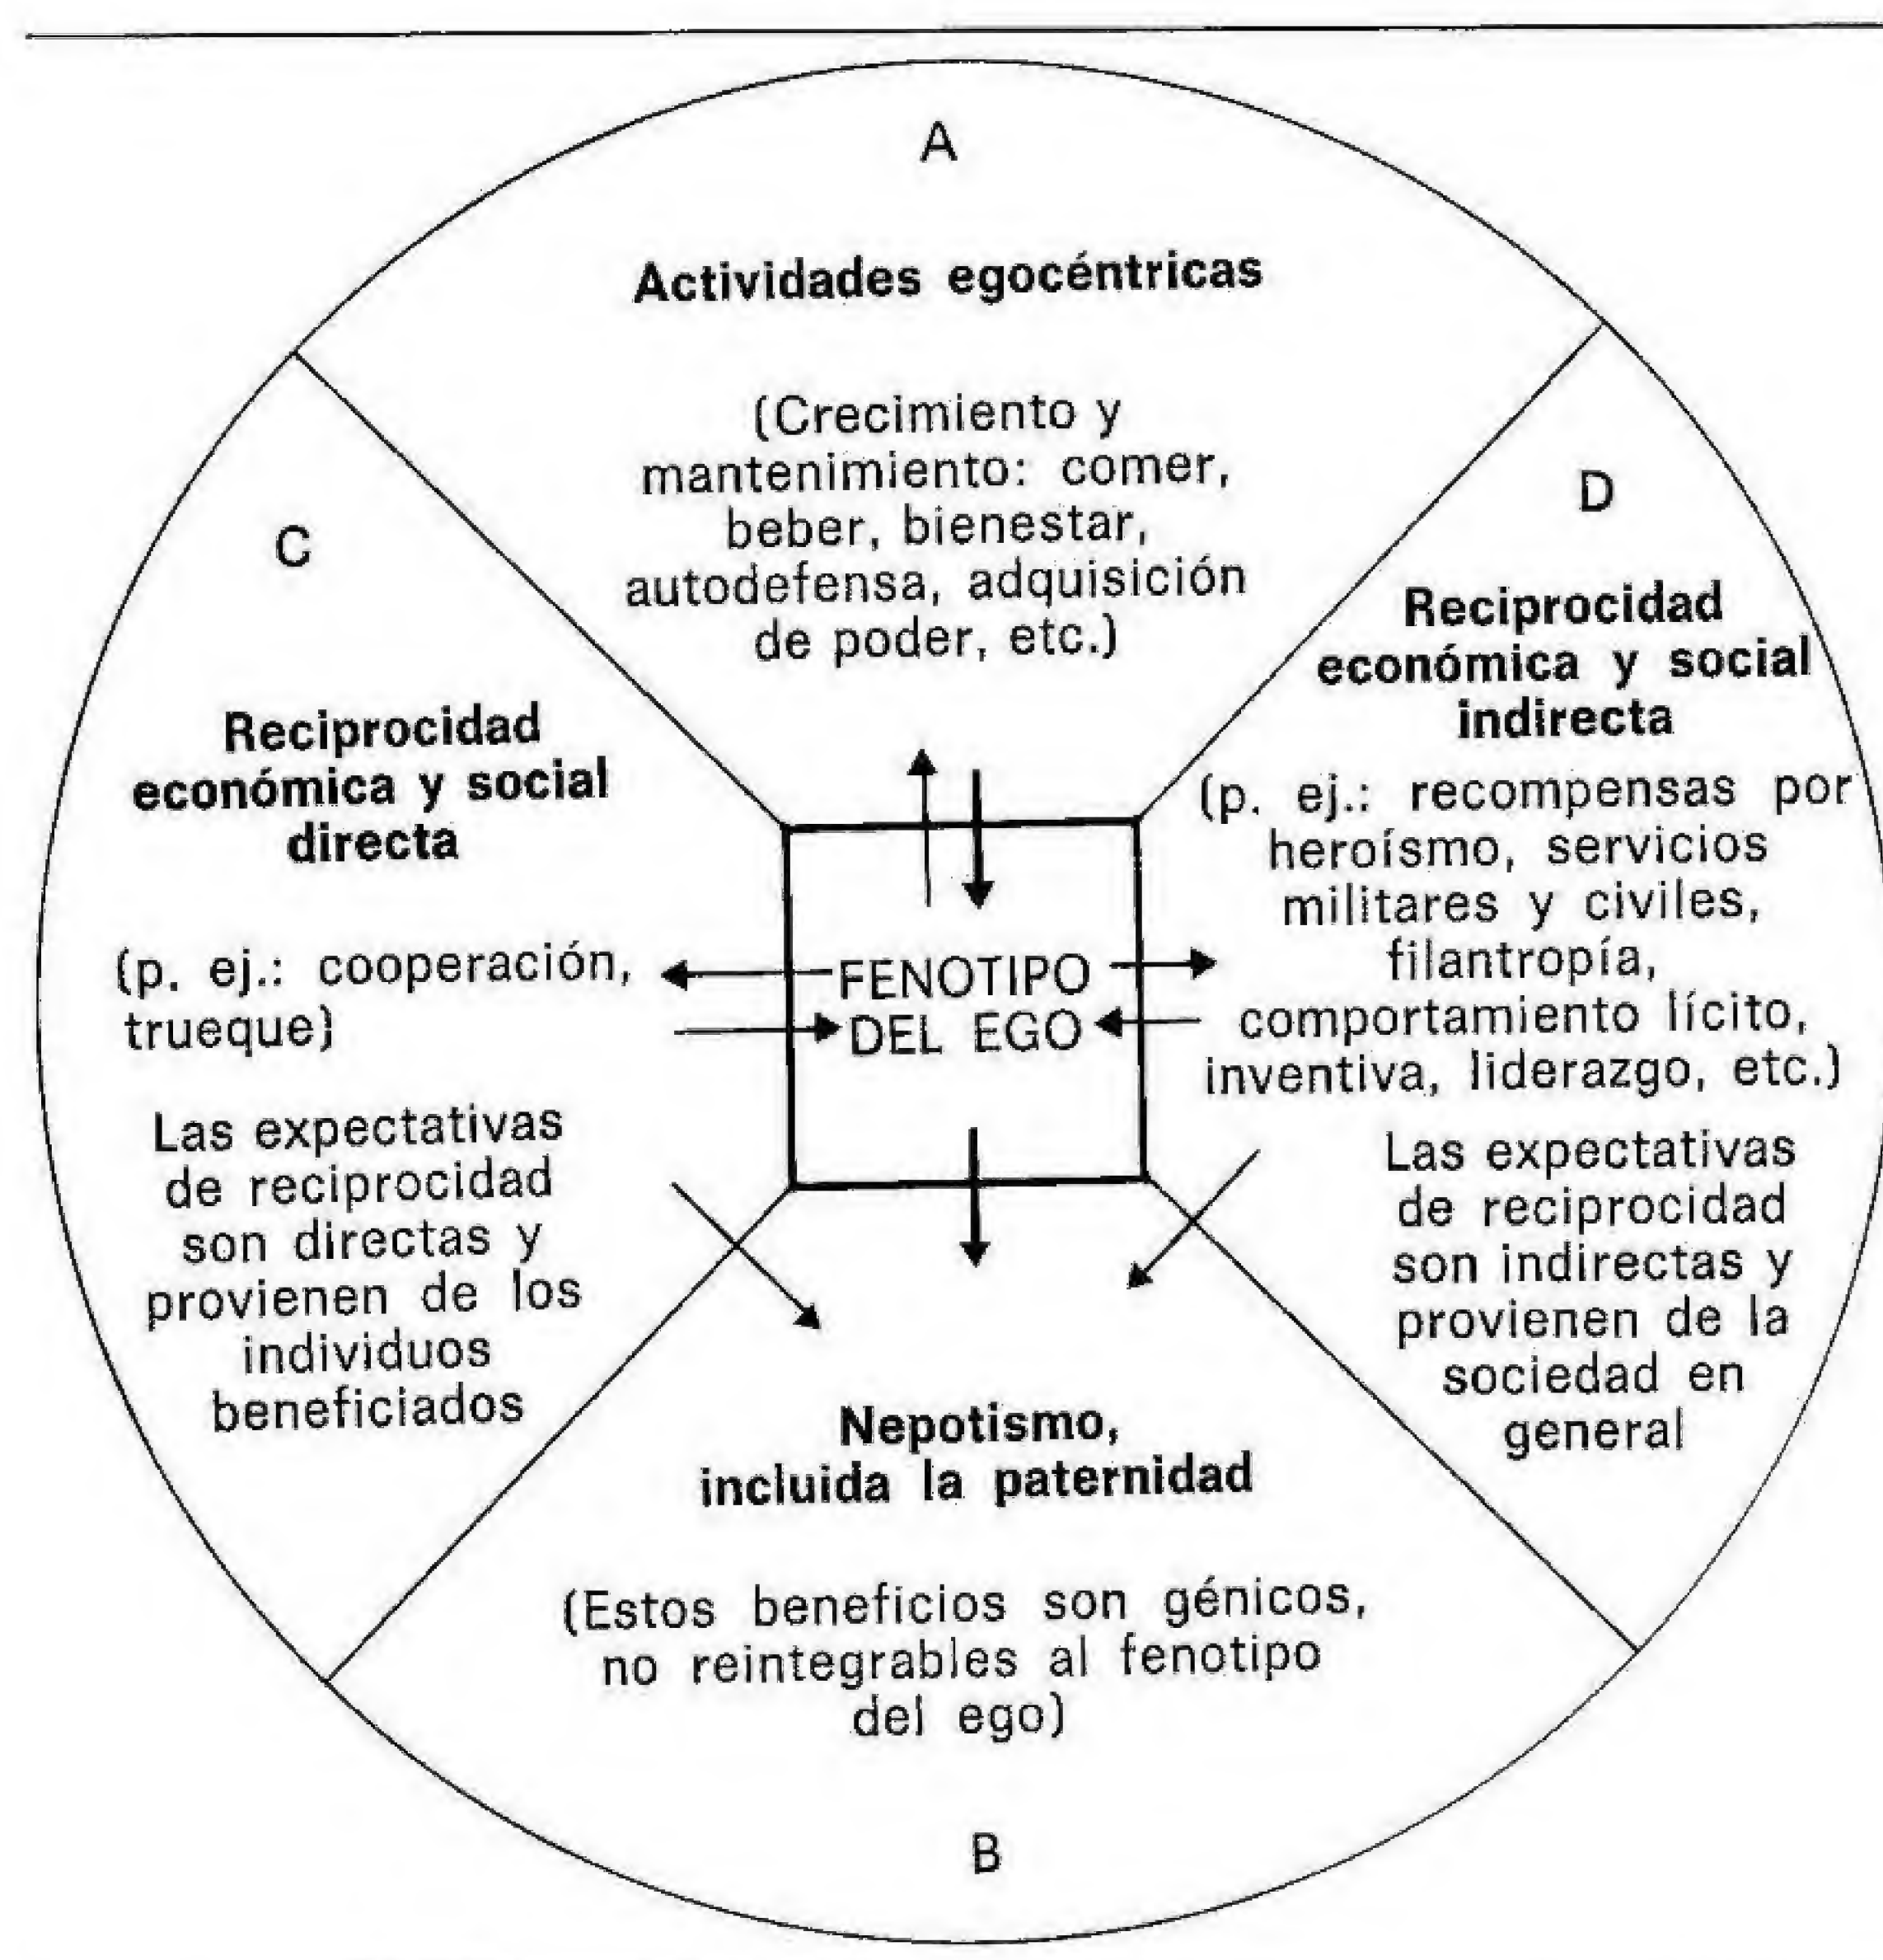 A
Actividades egocéntricas
(Crecimiento y
mantenimiento: comer,
beber, bienestar,
autodefensa, adquisición
de poder, etc.)
C
Reciprocidad
económica y social
directa
(p. ej.: cooperación,
trueque)
Las expectativas
de reciprocidad
son directas y
provienen de los
individuos
beneficiados
FENOTIPO
DEL EGO
D
Reciprocidad
económica y social
indirecta
(p. ej.: recompensas por
heroísmo, servicios
militares y civiles,
filantropía,
comportamiento lícito,
inventiva, liderazgo, etc.)
Las expectativas
de reciprocidad
son indirectas y
provienen de la
sociedad en
general
Nepotismo,
incluida la paternidad
(Estos beneficios son génicos,
no reintegrables al fenotipo
del ego)
B